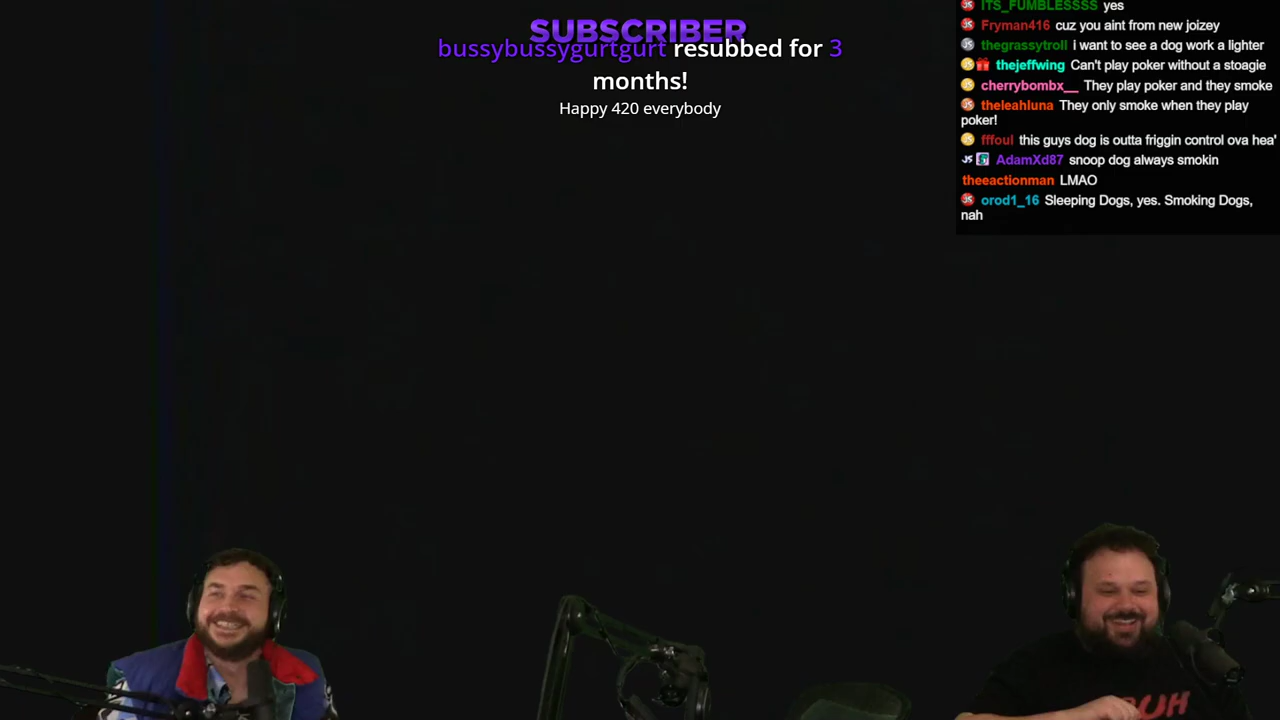 SUBSCRIBER
bussybussygurtgurt resubbed for 3
months!
Happy 420 everybody
ITS_FUMBLESSSS yes
Fryman416 cuz you aint from new joizey
thegrassytroll i want to see a dog work a lighter
thejeffwing Can't play poker without a stoagie
cherrybombx__ They play poker and they smoke
theleahluna They only smoke when they play
poker!
fffoul this guys dog is outta friggin control ova hea'
AdamXd87 snoop dog always smokin
theeactionman LMAO
orod1_16 Sleeping Dogs, yes. Smoking Dogs,
nah